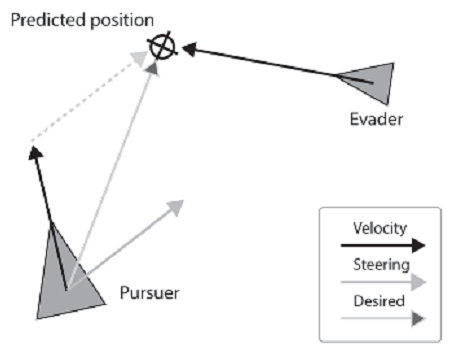 Predicted position
Evader
Pursuer
Velocity
Steering
Desired